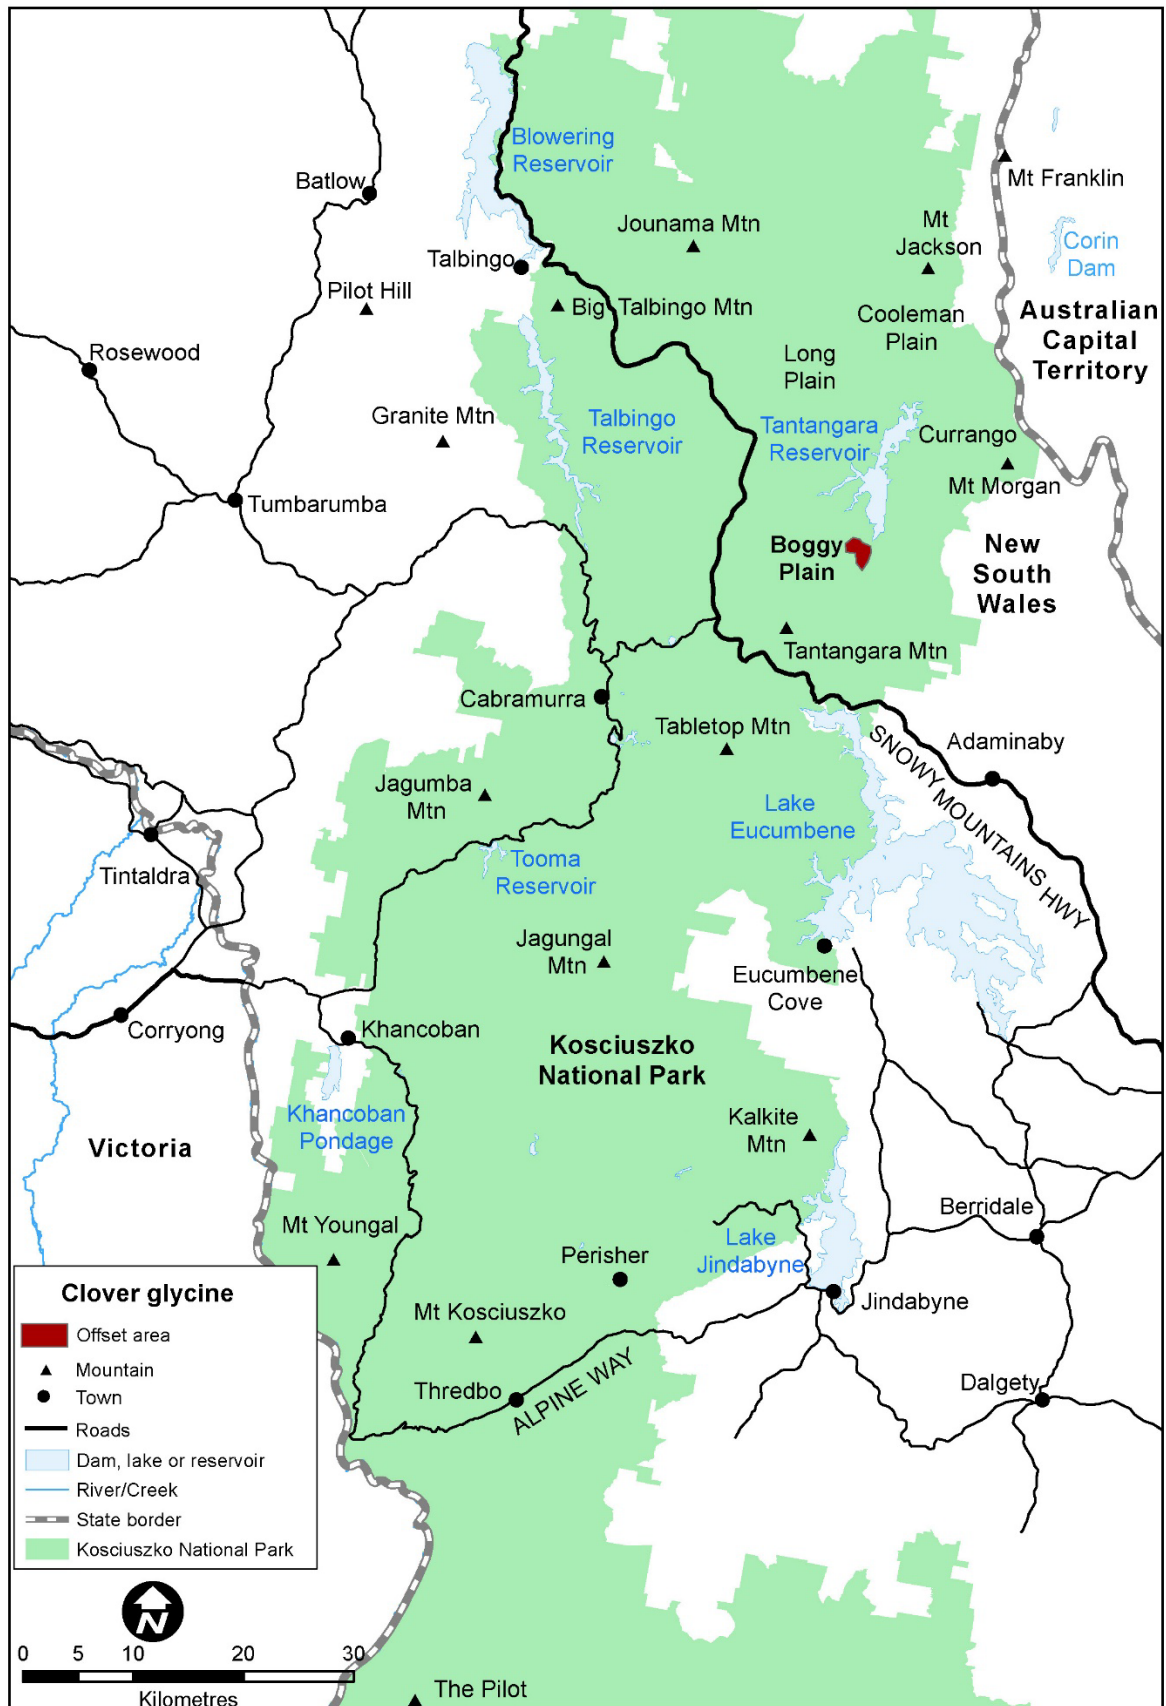 Blowering
Reservoir
Batlow
Mt Franklin
Jounama Mtn
Mt
Jackson
Corin
Dam
Talbingo
Pilot Hill
Big Talbingo Mtn
Cooleman
Plain
Australian
Capital
Territory
Rosewood
Long
Plain
Granite Mtn
Talbingo
Reservoir
Tantangara
Reservoir
Currango
Mt Morgan
Tumbarumba
Boggy
Plain
New
South
Wales
Tantangara Mtn
Cabramurra
Tabletop Mtn
Adaminaby
SNOWY MOUNTAINS HWY
Jagumba
Mtn
Lake
Eucumbene
Tintaldra
Tooma
Reservoir
Jagungal
Mtn
Eucumbene
Cove
Corryong
Khancoban
Kosciuszko
National Park
Khancoban
Pondage
Kalkite
Mtn
Victoria
Mt Youngal
Berridale
Lake
Jindabyne
Perisher
Jindabyne
Mt Kosciuszko
Thredbo
ALPINE WAY
Dalgety
Clover glycine
Offset area
Mountain
Town
Roads
Dam, lake or reservoir
River/Creek
State border
Kosciuszko National Park
N
0 5 10 20 30
Kilometres
The Pilot